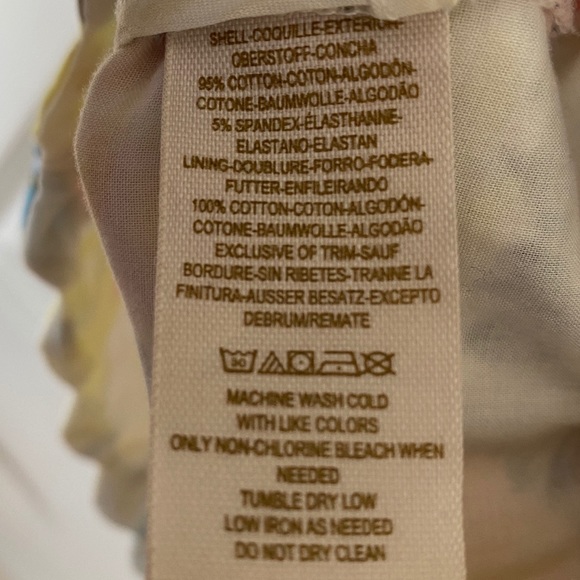 SHELL-COQUILLE-EXTERIOR-
OBERSTOFF-CONCHA
95% COTTON-COTON-ALGODÓN-
COTONE-BAUMWOLLE-ALGODÃO
5% SPANDEX-ÉLASTHANNE-
ELASTANO-ELASTAN
LINING-DOUBLURE-FORRO-FODERA-
FUTTER-ENFILEIRANDO
100% COTTON-COTON-ALGODÓN-
COTONE-BAUMWOLLE-ALGODÃO
EXCLUSIVE OF TRIM-SAUF
BORDURE-SIN RIBETES-TRANNE LA
FINITURA-AUSSER BESATZ-EXCEPTO
DEBRUM/REMATE
30
MACHINE WASH COLD
WITH LIKE COLORS
ONLY NON-CHLORINE BLEACH WHEN
NEEDED
TUMBLE DRY LOW
LOW IRON AS NEEDED
DO NOT DRY CLEAN